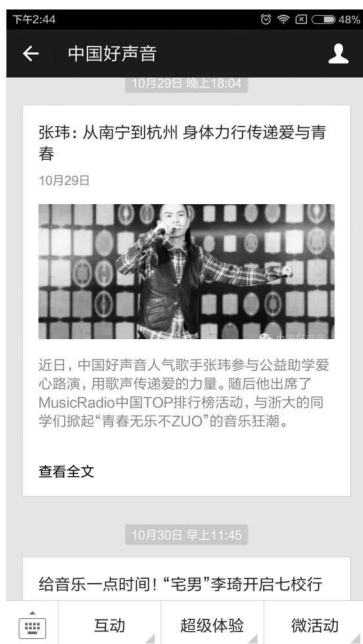 下午2:44
48%
中国好声音
10月29日 晚上18:04
张玮：从南宁到杭州 身体力行传递爱与青
春
10月29日
近日，中国好声音人气歌手张玮参与公益助学爱
心路演，用歌声传递爱的力量。随后他出席了
MusicRadio中国TOP排行榜活动，与浙大的同
学们掀起“青春无乐不ZUO”的音乐狂潮。
查看全文
10月30日 早上11:45
给音乐一点时间！“宅男”李琦开启七校行
互动
超级体验
微活动